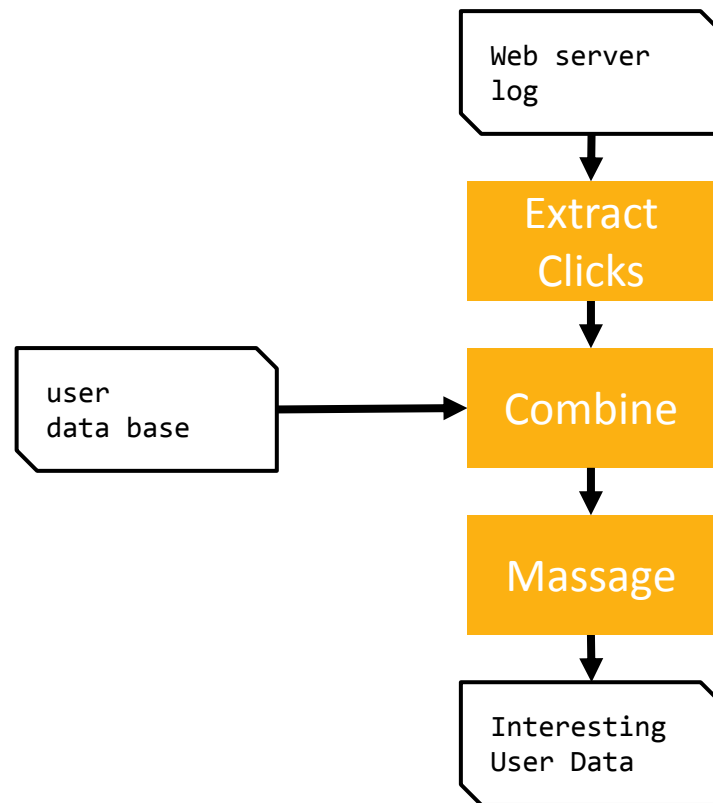 Web server
log
Extract
Clicks
user
data base
Combine
Massage
Interesting
User Data